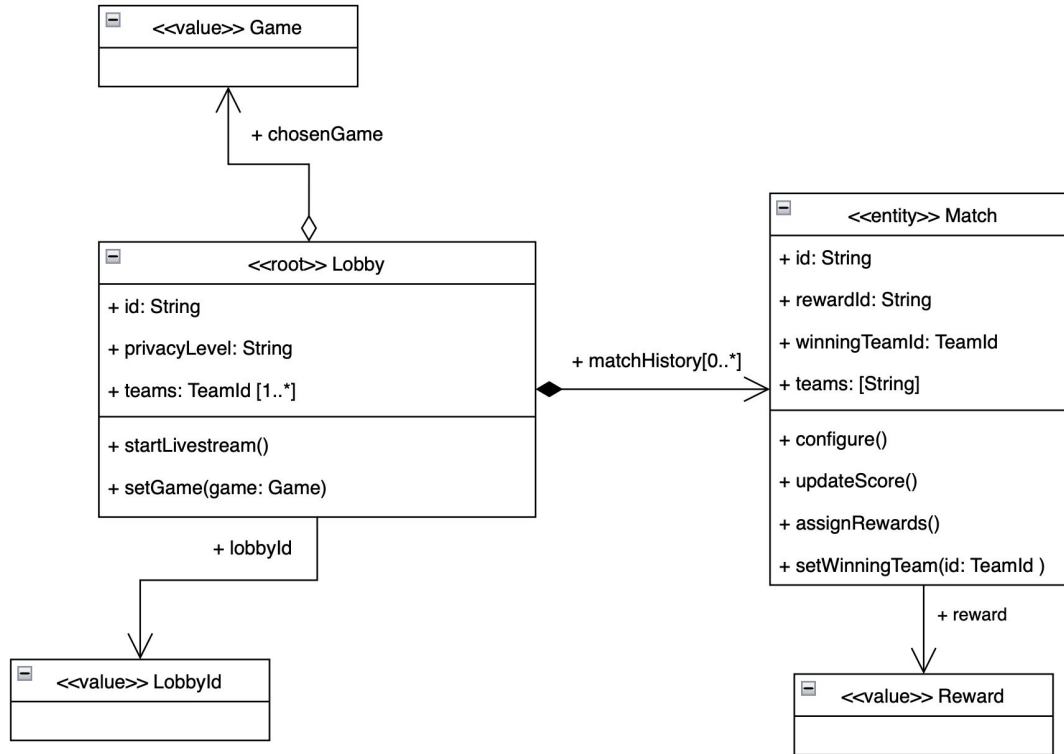 <<value>> Game
+ chosenGame
<<root>> Lobby
+ id: String
+ privacyLevel: String
+ teams: TeamId [1..*]
+ startLivestream()
+ setGame(game: Game)
+ matchHistory[0..*]
<<entity>> Match
+ id: String
+ rewardId: String
+ winningTeamId: TeamId
+ teams: [String]
+ configure()
+ updateScore()
+ assignRewards()
+ setWinningTeam(id: TeamId )
+ lobbyId
<<value>> LobbyId
+ reward
<<value>> Reward